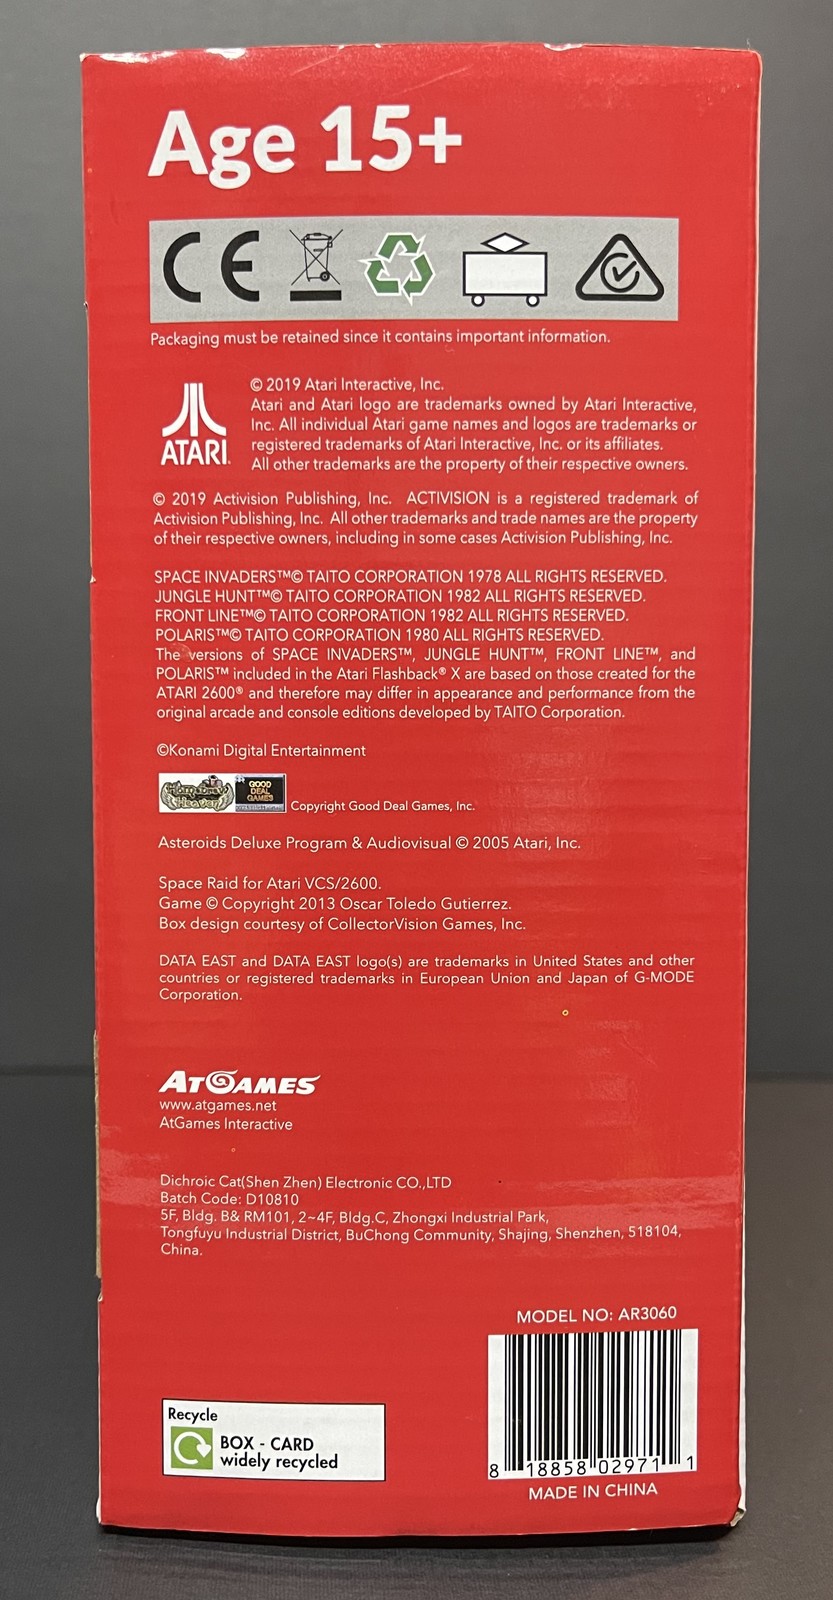 Age 15+
CE
Packaging must be retained since it contains important information.
ATARI
© 2019 Atari Interactive, Inc.
Atari and Atari logo are trademarks owned by Atari Interactive,
Inc. All individual Atari game names and logos are trademarks or
registered trademarks of Atari Interactive, Inc. or its affiliates.
All other trademarks are the property of their respective owners.
© 2019 Activision Publishing, Inc. ACTIVISION is a registered trademark of
Activision Publishing, Inc. All other trademarks and trade names are the property
of their respective owners, including in some cases Activision Publishing, Inc.
SPACE INVADERS™© TAITO CORPORATION 1978 ALL RIGHTS RESERVED.
JUNGLE HUNT™© TAITO CORPORATION 1982 ALL RIGHTS RESERVED.
FRONT LINE™© TAITO CORPORATION 1982 ALL RIGHTS RESERVED.
POLARIS™© TAITO CORPORATION 1980 ALL RIGHTS RESERVED.
The versions of SPACE INVADERS™, JUNGLE HUNT™, FRONT LINE™, and
POLARIS™ included in the Atari Flashback® X are based on those created for the
ATARI 2600® and therefore may differ in appearance and performance from the
original arcade and console editions developed by TAITO Corporation.
©Konami Digital Entertainment
Homebrew
Heaven
GOOD
DEAL
GAMES
Copyright Good Deal Games, Inc.
Asteroids Deluxe Program & Audiovisual © 2005 Atari, Inc.
Space Raid for Atari VCS/2600.
Game © Copyright 2013 Oscar Toledo Gutierrez.
Box design courtesy of CollectorVision Games, Inc.
DATA EAST and DATA EAST logo(s) are trademarks in United States and other
countries or registered trademarks in European Union and Japan of G-MODE
Corporation.
ATGAMES
www.atgames.net
AtGames Interactive
Dichroic Cat(Shen Zhen) Electronic CO.,LTD
Batch Code: D10810
5F, Bldg. B& RM101, 2~4F, Bldg.C, Zhongxi Industrial Park,
Tongfuyu Industrial District, BuChong Community, Shajing, Shenzhen, 518104,
China.
MODEL NO: AR3060
8 18858 02971 1
MADE IN CHINA
Recycle
BOX - CARD
widely recycled